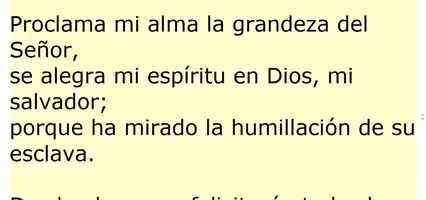 Proclama mi alma la grandeza del
Señor,
se alegra mi espíritu en Dios, mi
salvador;
porque ha mirado la humillación de su
esclava.